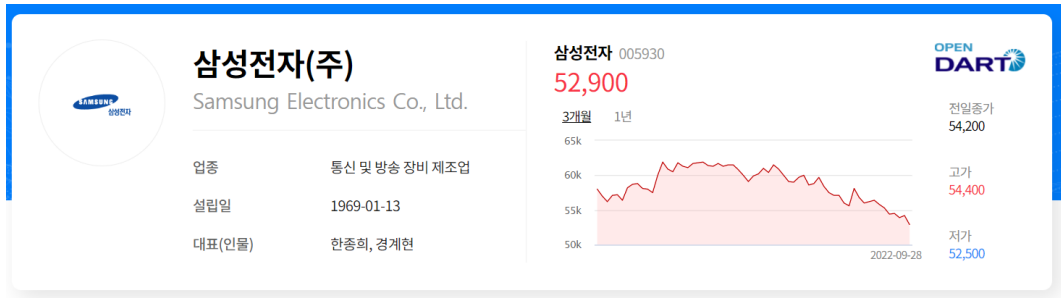 SAMSUNG
삼성전자
삼성전자(주)
Samsung Electronics Co., Ltd.
업종 통신 및 방송 장비 제조업
설립일 1969-01-13
대표(인물) 한종희, 경계현
삼성전자 005930
52,900
3개월 1년
65k
60k
55k
50k
2022-09-28
OPEN
DART
전일종가
54,200
고가
54,400
저가
52,500